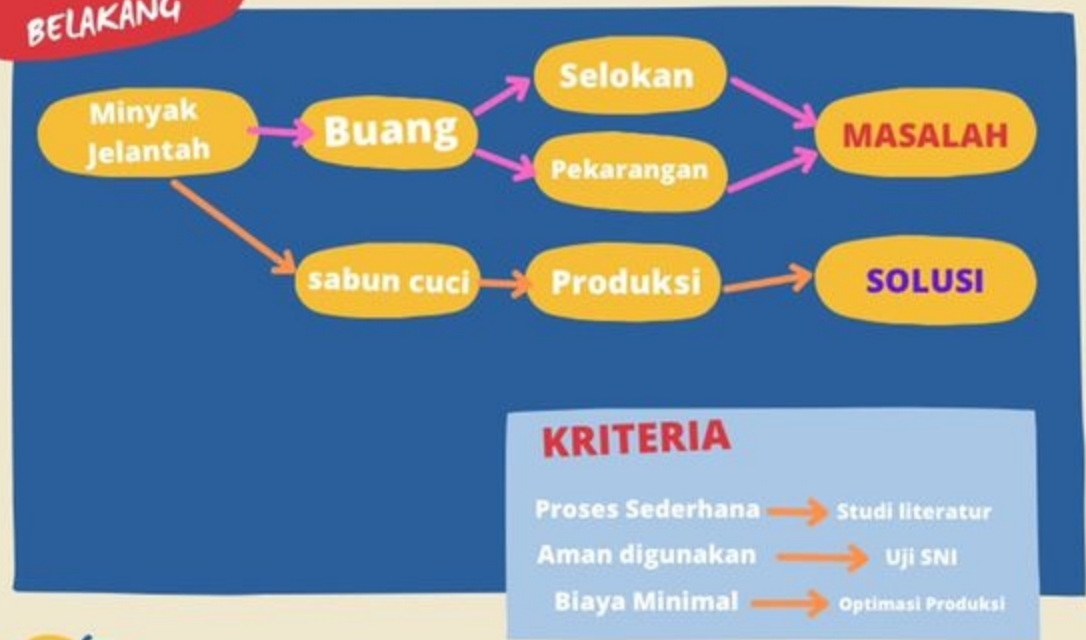 BELAKANG
Minyak
Jelantah
Buang
Selokan
Pekarangan
MASALAH
sabun cuci
Produksi
SOLUSI
KRITERIA
Proses Sederhana
Studi literatur
Aman digunakan
Uji SNI
Biaya Minimal
Optimasi Produksi